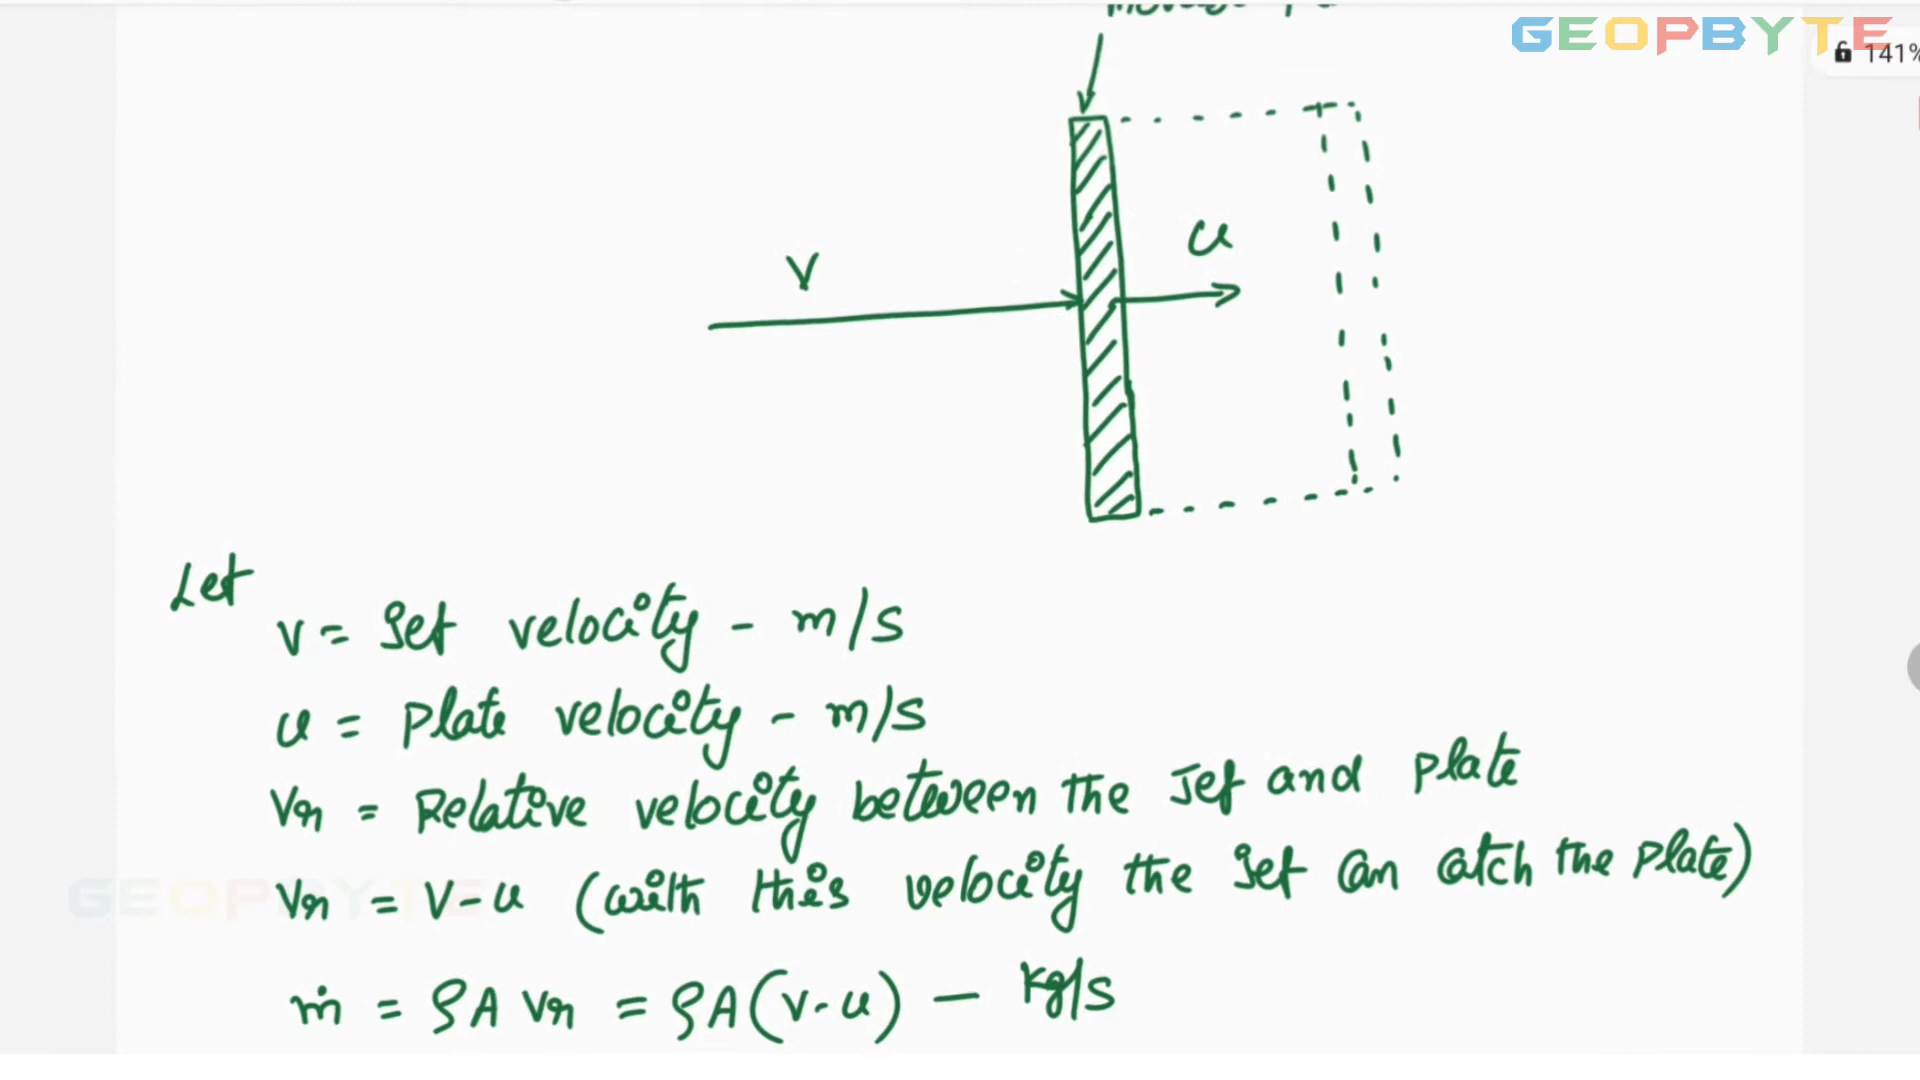 GEOPBYTE
141%
V
u
Let
V = Jet velocity - m/s
u = plate velocity - m/s
Vr = Relative velocity between the Jet and plate
Vr = V-u (with this velocity the Jet can catch the plate)
GEOPBYTE
ṁ = ρA Vr = ρA(V-u) - kg/s